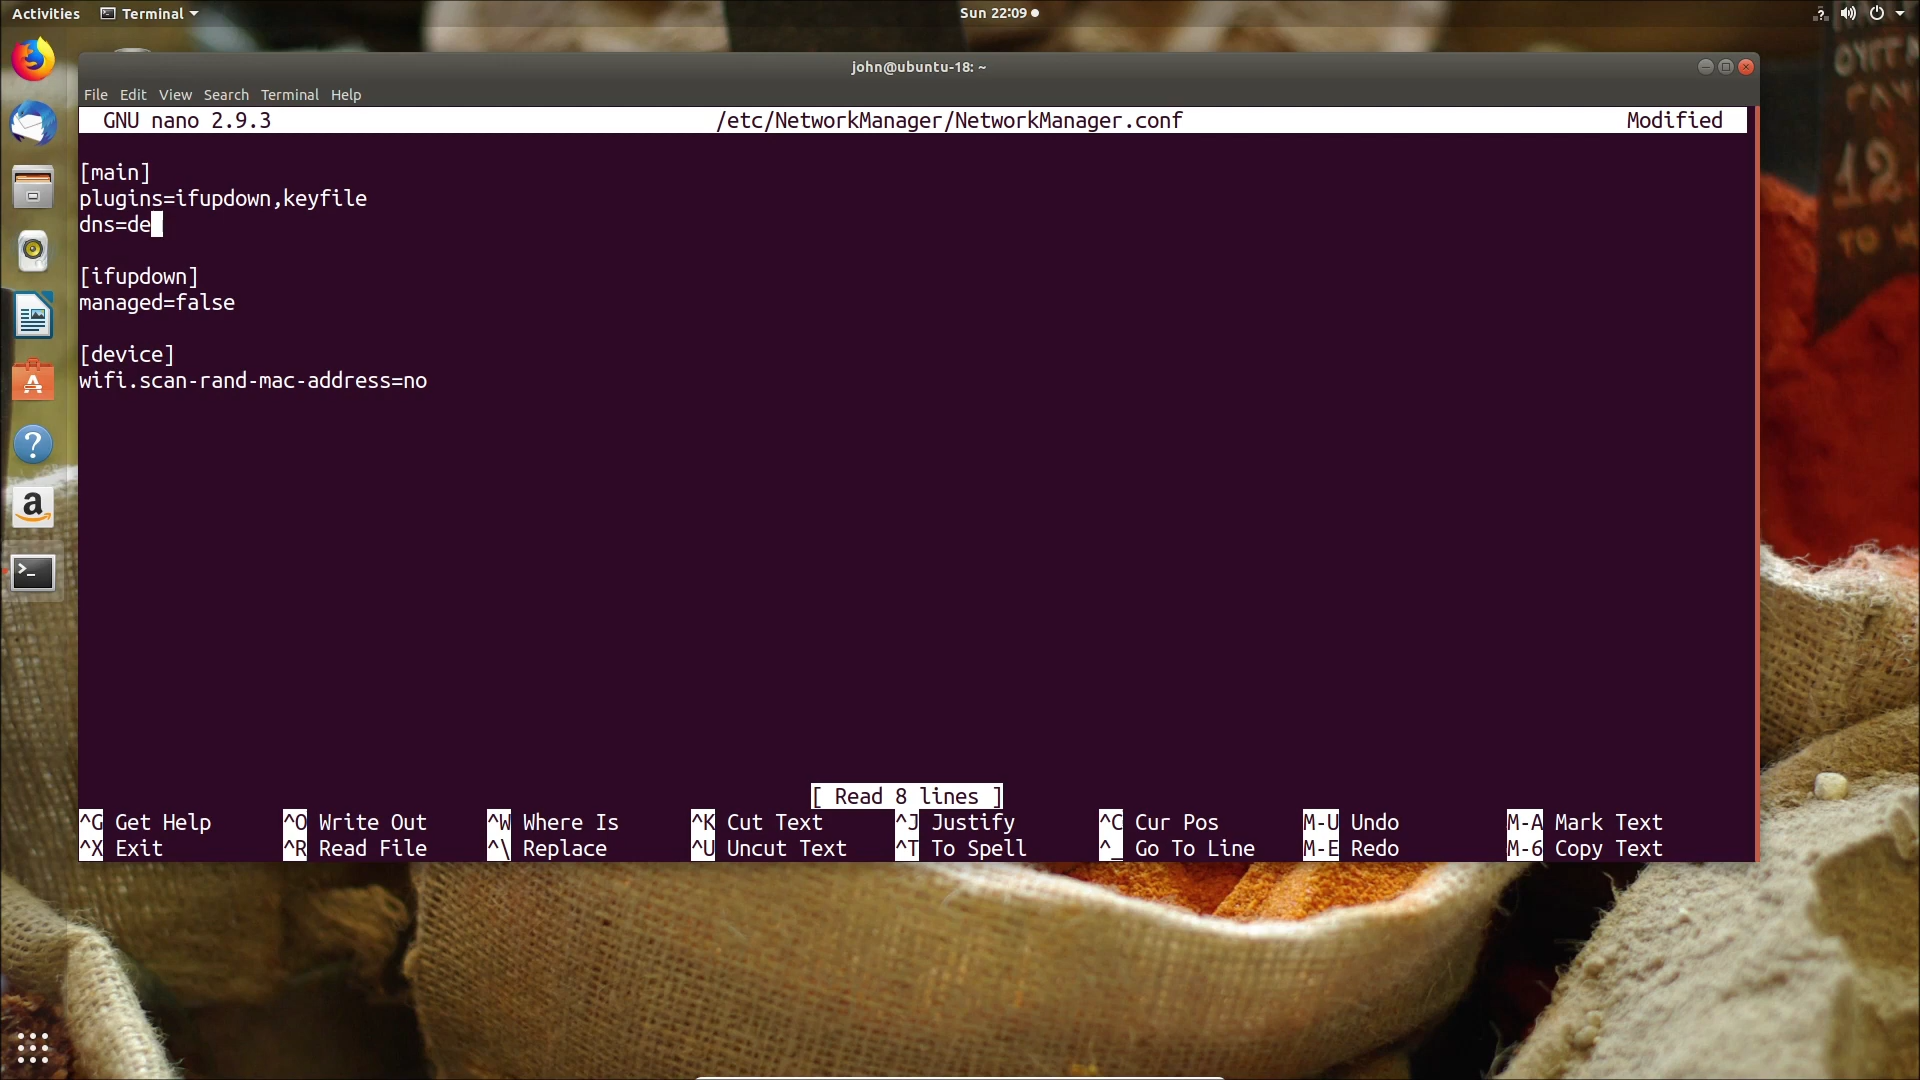 Activities Terminal Sun 22:09
john@ubuntu-18: ~
File Edit View Search Terminal Help
GNU nano 2.9.3 /etc/NetworkManager/NetworkManager.conf Modified
[main]
plugins=ifupdown,keyfile
dns=de
[ifupdown]
managed=false
[device]
wifi.scan-rand-mac-address=no
[ Read 8 lines ]
^G Get Help ^O Write Out ^W Where Is ^K Cut Text ^J Justify ^C Cur Pos M-U Undo M-A Mark Text
^X Exit ^R Read File ^\ Replace ^U Uncut Text ^T To Spell ^_ Go To Line M-E Redo M-6 Copy Text
12